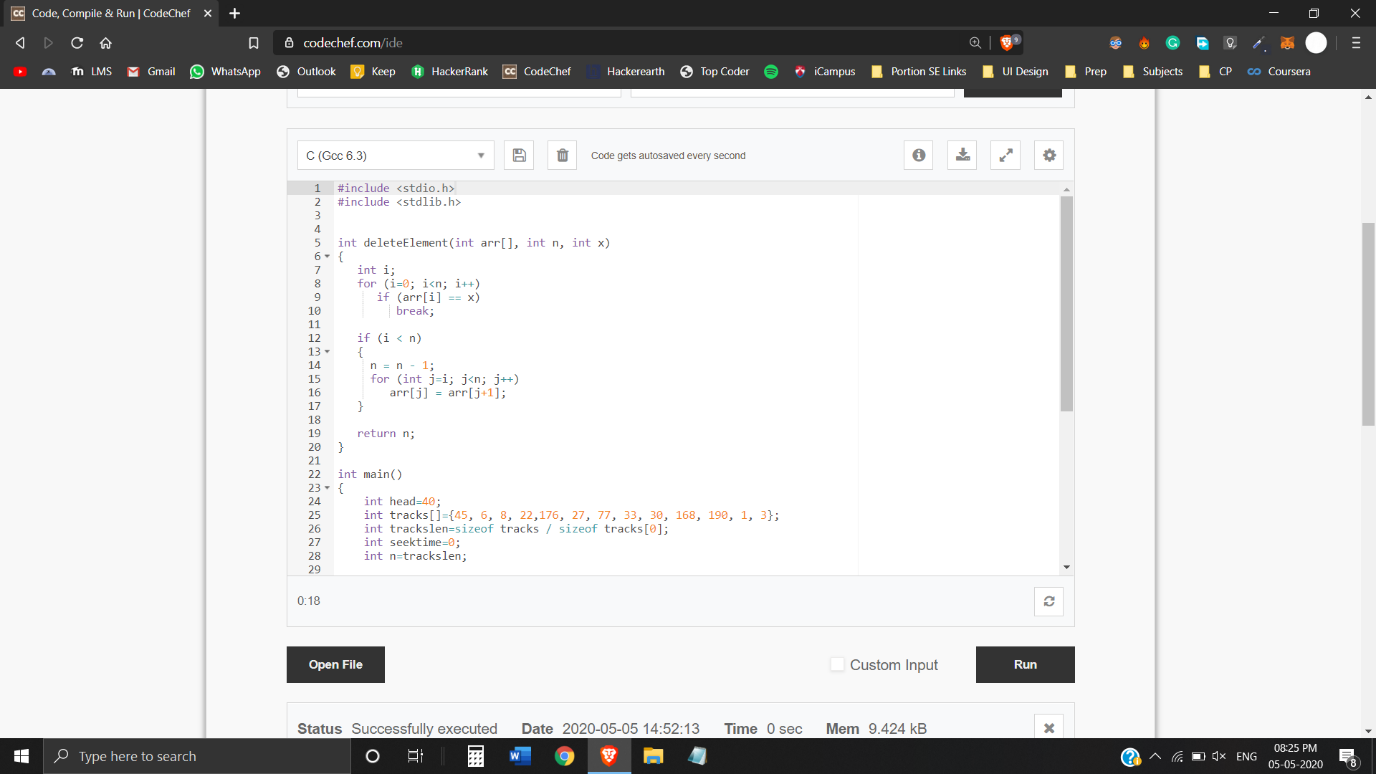 Code, Compile & Run | CodeChef
codechef.com/ide
LMS Gmail WhatsApp Outlook Keep HackerRank CodeChef Hackerearth Top Coder iCampus Portion SE Links UI Design Prep Subjects CP Coursera
C (Gcc 6.3)
Code gets autosaved every second
1 #include <stdio.h>
2 #include <stdlib.h>
3
4
5 int deleteElement(int arr[], int n, int x)
6 {
7 int i;
8 for (i=0; i<n; i++)
9 if (arr[i] == x)
10 break;
11
12 if (i < n)
13 {
14 n = n - 1;
15 for (int j=i; j<n; j++)
16 arr[j] = arr[j+1];
17 }
18
19 return n;
20 }
21
22 int main()
23 {
24 int head=40;
25 int tracks[]={45, 6, 8, 22,176, 27, 77, 33, 30, 168, 190, 1, 3};
26 int trackslen=sizeof tracks / sizeof tracks[0];
27 int seektime=0;
28 int n=trackslen;
29
0:18
Open File
Custom Input
Run
Status Successfully executed Date 2020-05-05 14:52:13 Time 0 sec Mem 9.424 kB
Type here to search
ENG
08:25 PM
05-05-2020
8